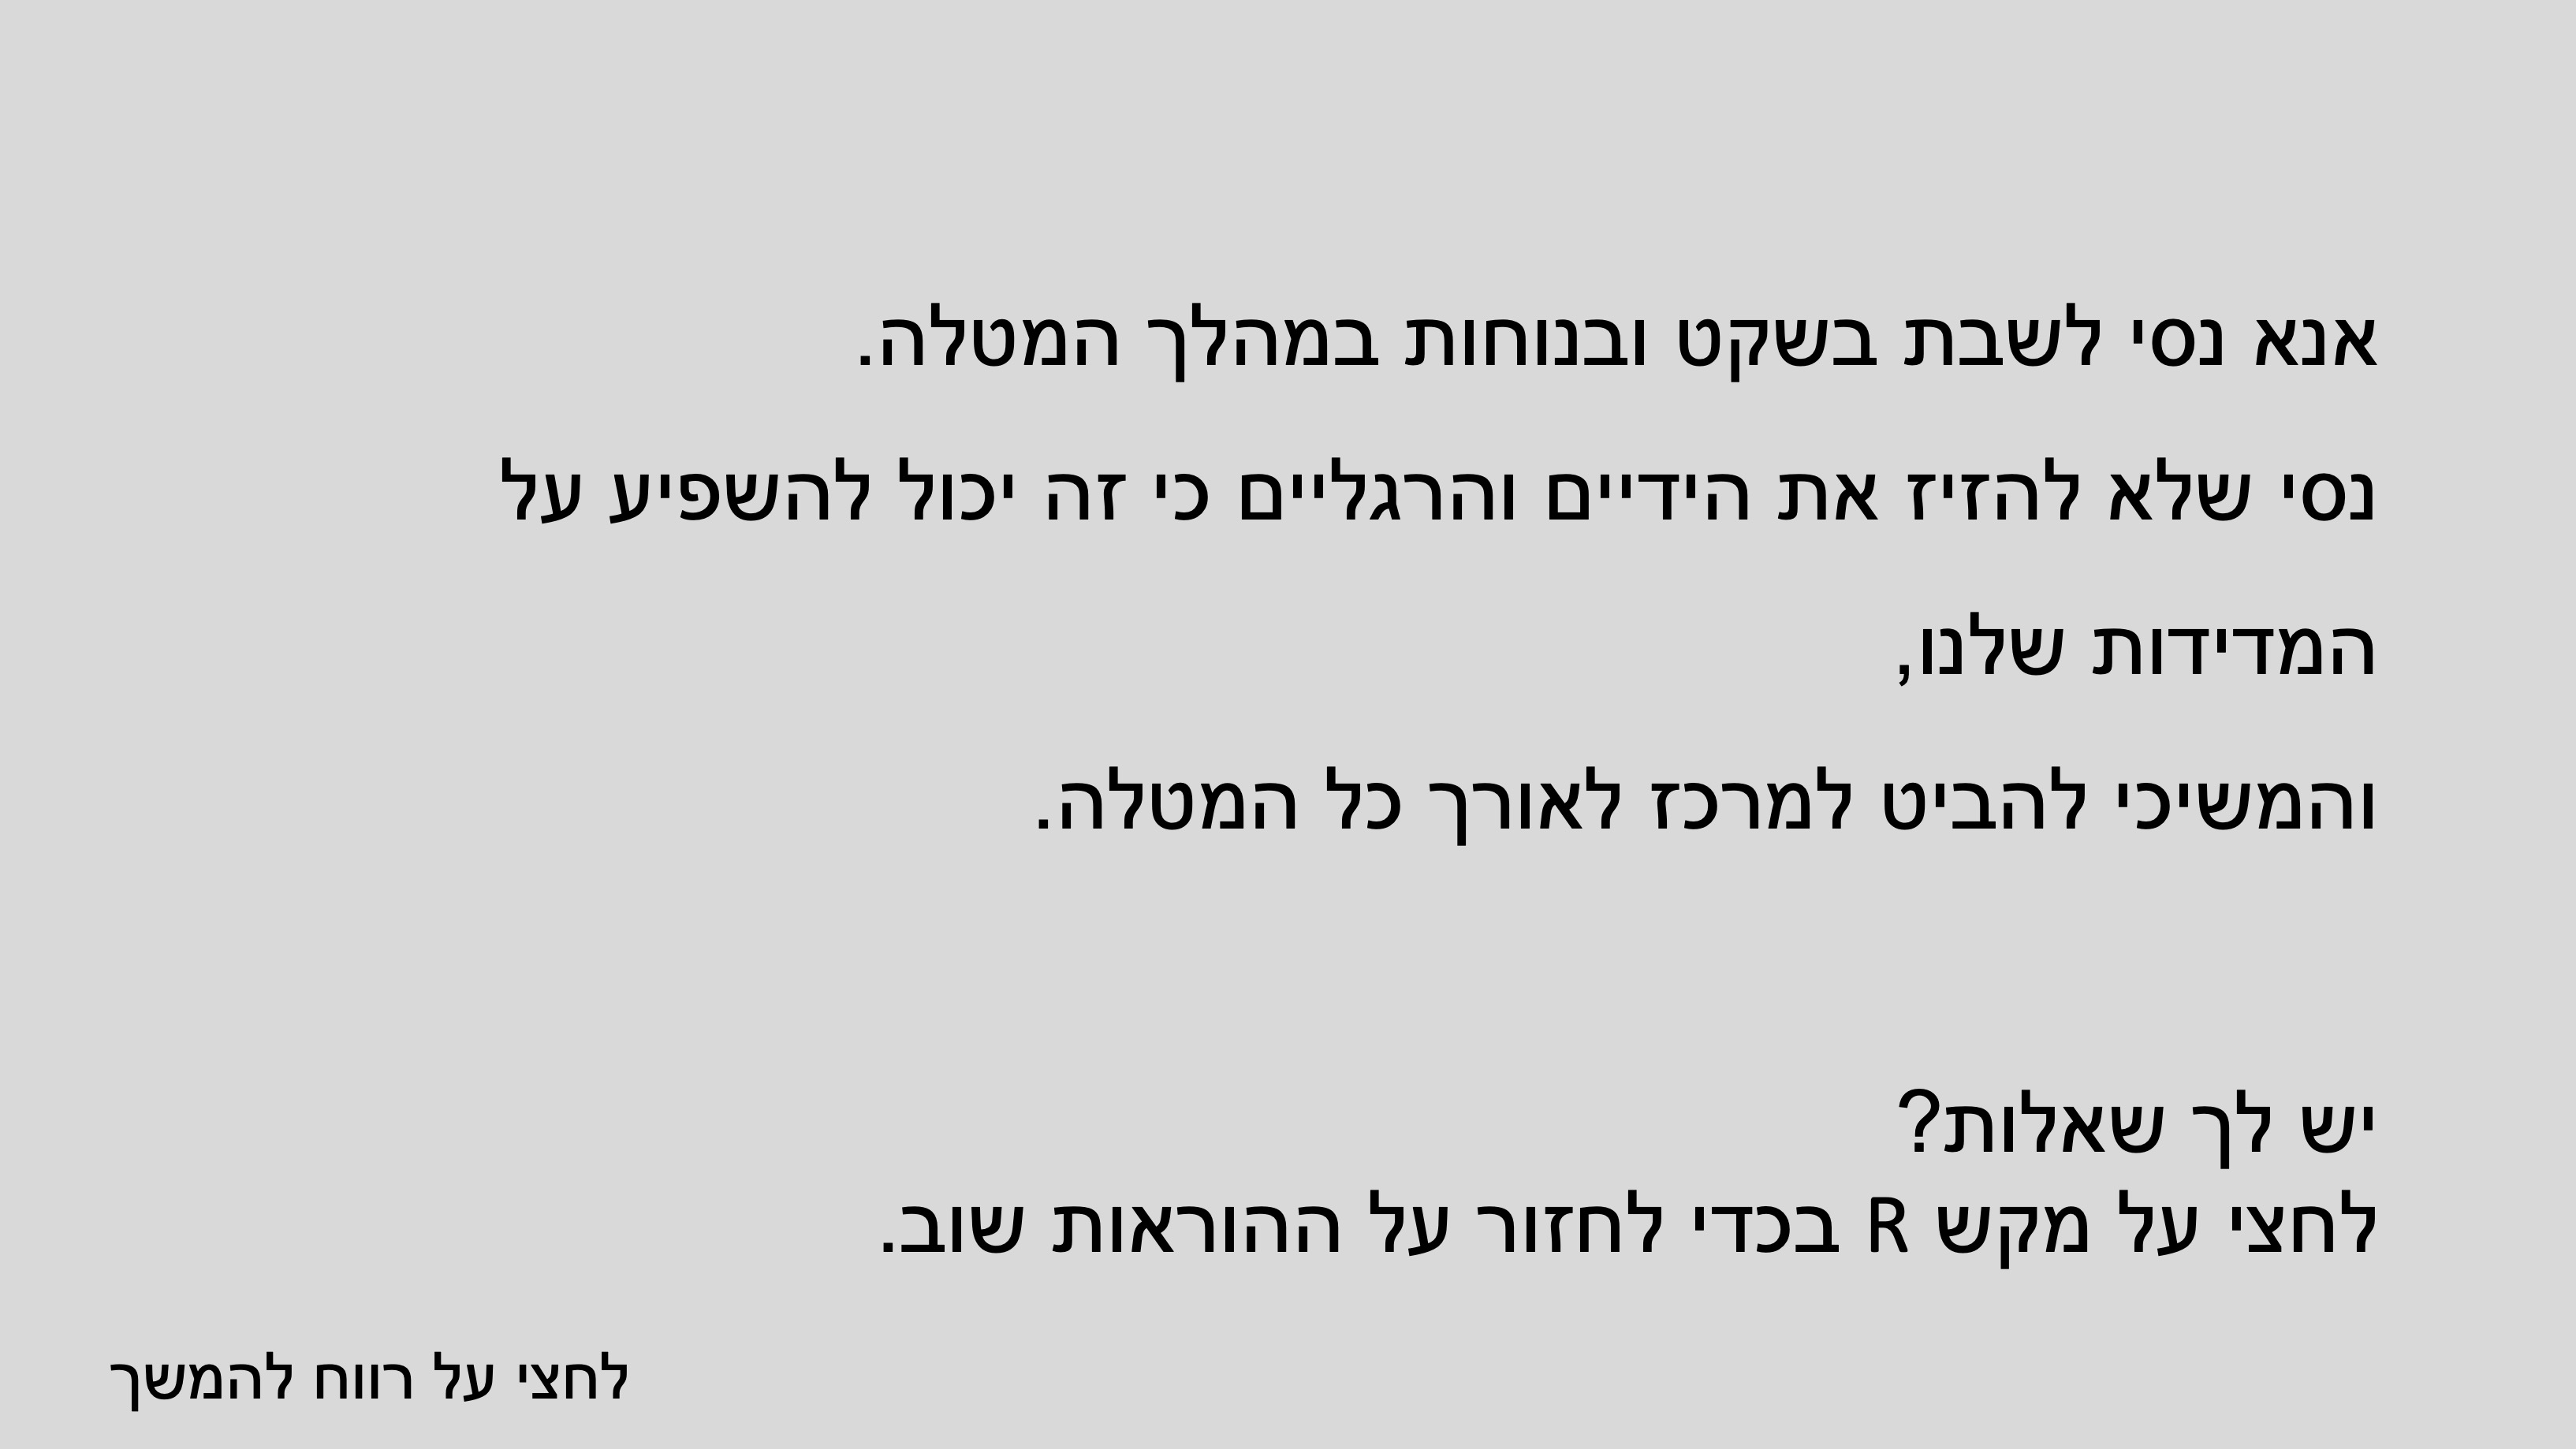 אנא נסי לשבת בשקט ובנוחות במהלך המטלה.
נסי שלא להזיז את הידיים והרגליים כי זה יכול להשפיע על
המדידות שלנו,
והמשיכי להביט למרכז לאורך כל המטלה.
יש לך שאלות?
לחצי על מקש R בכדי לחזור על ההוראות שוב.
לחצי על רווח להמשך